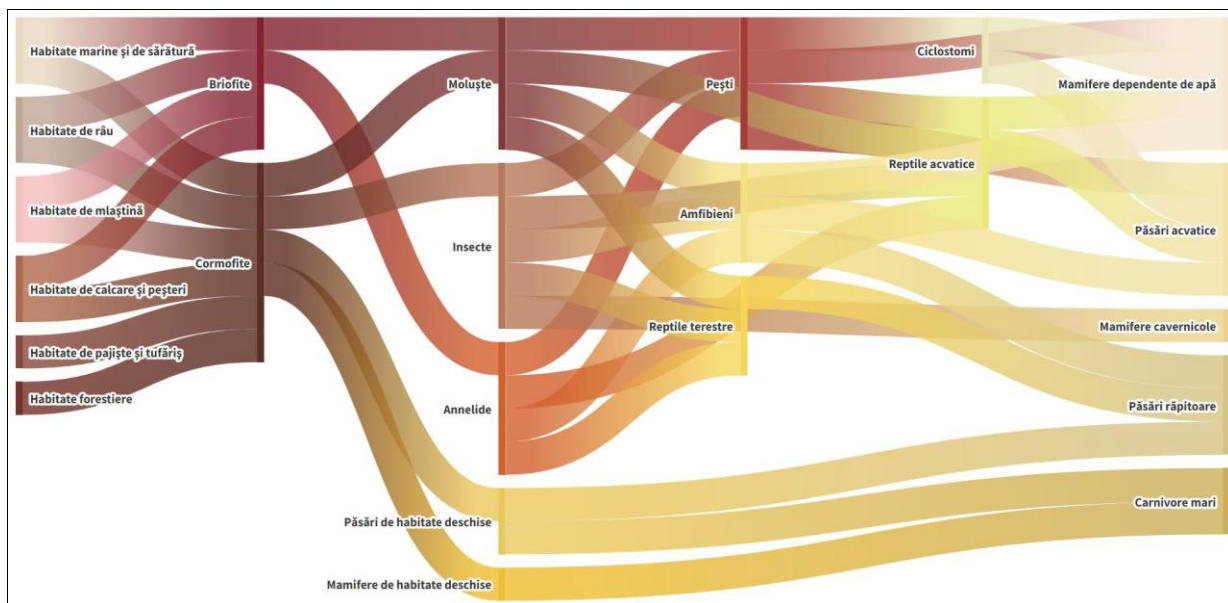 Habitate marine și de sărătură
Habitate de râu
Habitate de mlaștină
Habitate de calcare și peșteri
Habitate de pajiște și tufăriș
Habitate forestiere
Briofite
Cormofite
Moluște
Insecte
Annelide
Păsări de habitate deschise
Mamifere de habitate deschise
Pești
Amfibieni
Reptile terestre
Ciclostomi
Reptile acvatice
Mamifere dependente de apă
Păsări acvatice
Mamifere cavernicole
Păsări răpitoare
Carnivore mari